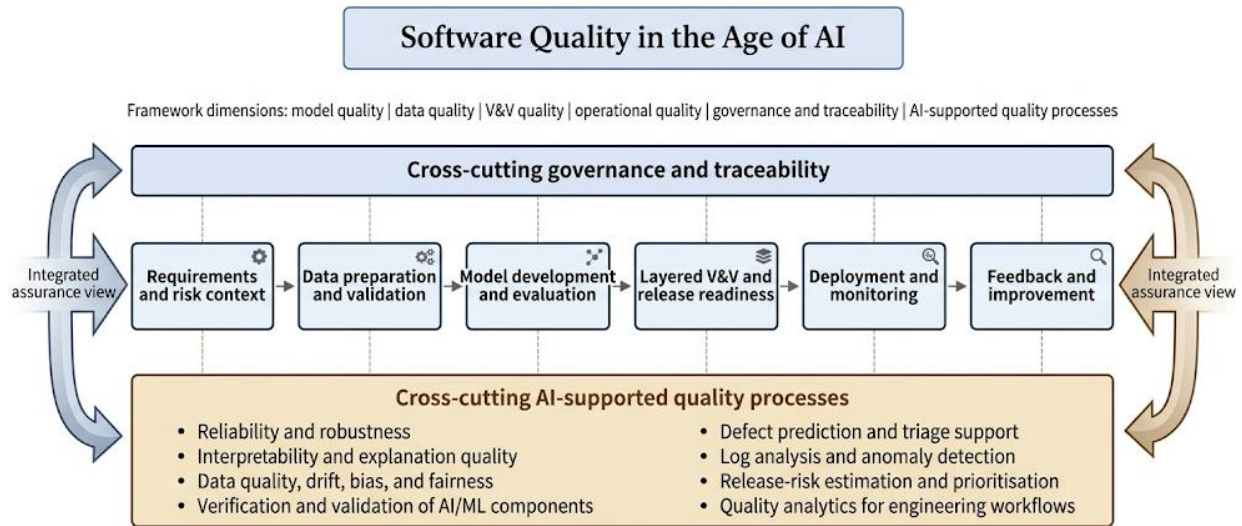 Software Quality in the Age of AI
Framework dimensions: model quality | data quality | V&V quality | operational quality | governance and traceability | AI-supported quality processes
Cross-cutting governance and traceability
Integrated
assurance view
Requirements
and risk context
Data preparation
and validation
Model development
and evaluation
Layered V&V and
release readiness
Deployment and
monitoring
Feedback and
improvement
Integrated
assurance view
Cross-cutting AI-supported quality processes
• Reliability and robustness
• Interpretability and explanation quality
• Data quality, drift, bias, and fairness
• Verification and validation of AI/ML components
• Defect prediction and triage support
• Log analysis and anomaly detection
• Release-risk estimation and prioritisation
• Quality analytics for engineering workflows